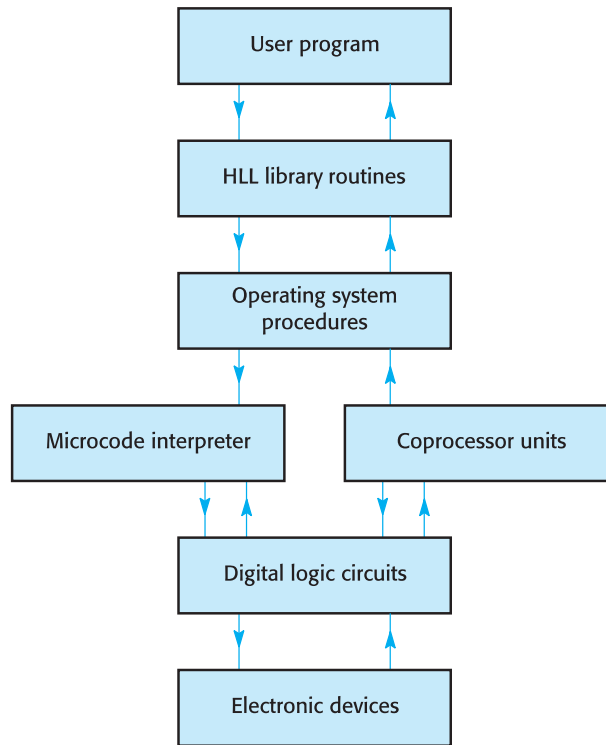 User program
HLL library routines
Operating system
procedures
Microcode interpreter
Coprocessor units
Digital logic circuits
Electronic devices